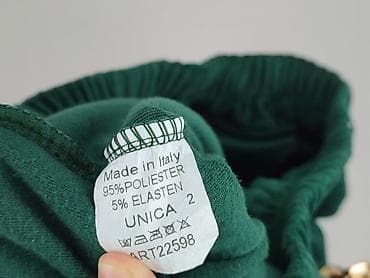 Made in Italy
95%POLIESTER
5% ELASTEN
UNICA 2
ART22598